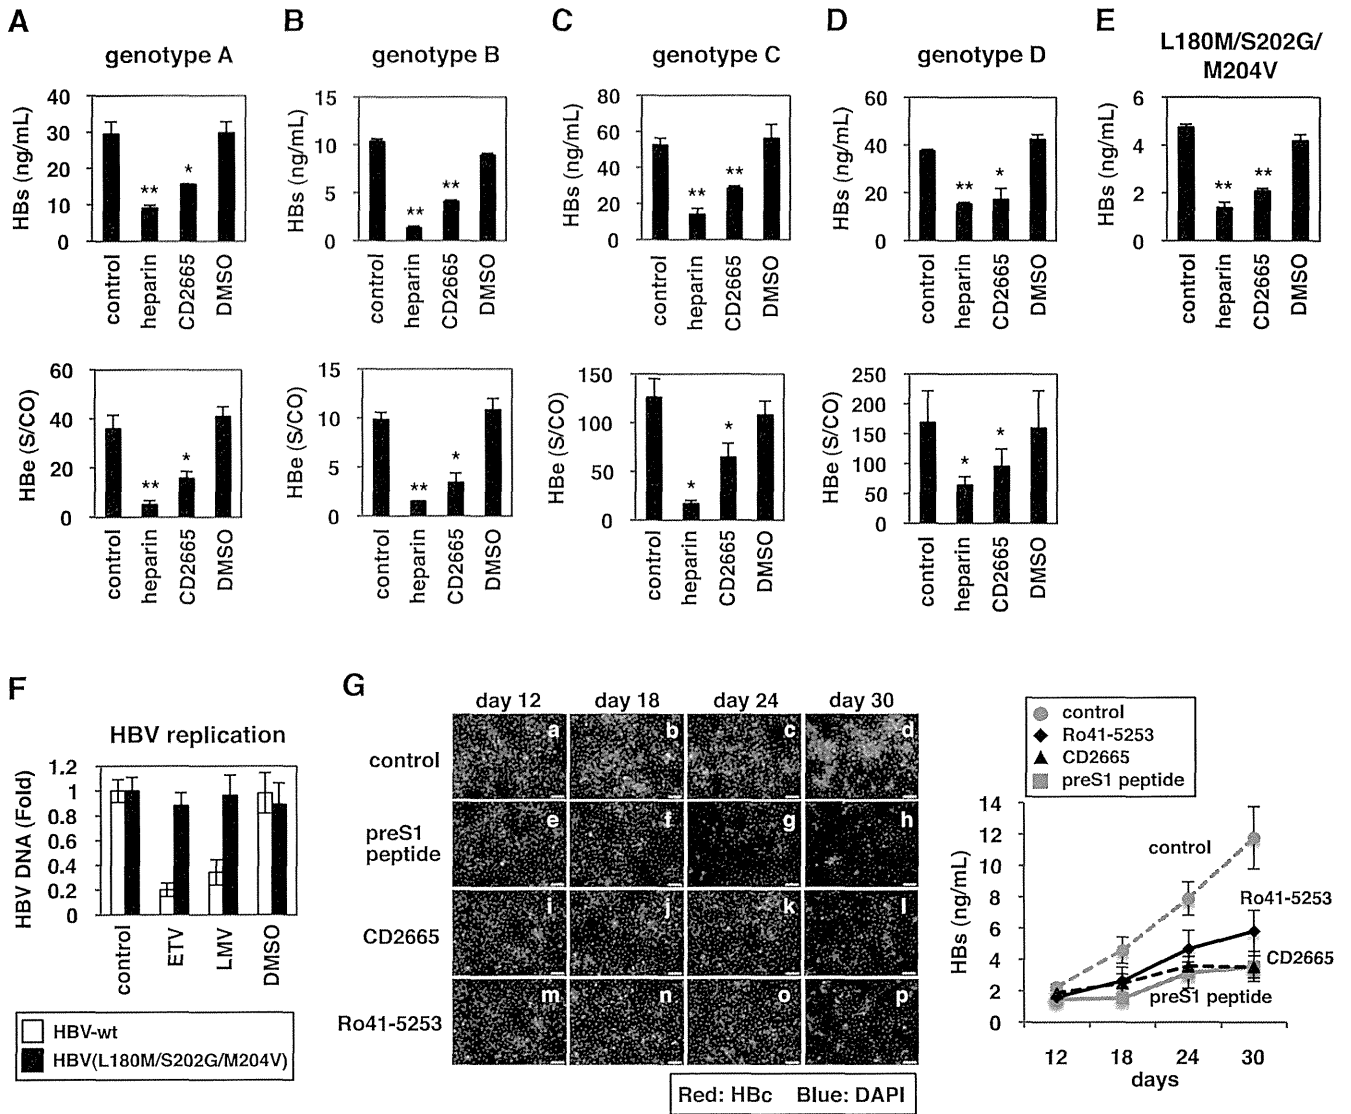 A
B
C
D
E
genotype A
genotype B
genotype C
genotype D
L180M/S202G/
M204V
HBs (ng/mL)
40
30
20
10
0
**
*
control
heparin
CD2665
DMSO
HBs (ng/mL)
15
10
5
0
**
**
control
heparin
CD2665
DMSO
HBs (ng/mL)
80
60
40
20
0
**
**
control
heparin
CD2665
DMSO
HBs (ng/mL)
60
40
20
0
**
*
control
heparin
CD2665
DMSO
HBs (ng/mL)
6
4
2
0
**
**
control
heparin
CD2665
DMSO
HBe (S/CO)
60
40
20
0
**
*
control
heparin
CD2665
DMSO
HBe (S/CO)
15
10
5
0
**
*
control
heparin
CD2665
DMSO
HBe (S/CO)
150
100
50
0
*
*
control
heparin
CD2665
DMSO
HBe (S/CO)
250
200
150
100
50
0
*
*
control
heparin
CD2665
DMSO
F
HBV replication
HBV DNA (Fold)
1.2
1
0.8
0.6
0.4
0.2
0
control
ETV
LMV
DMSO
HBV-wt
HBV(L180M/S202G/M204V)
G
day 12
day 18
day 24
day 30
control
a
b
c
d
preS1
peptide
e
f
g
h
CD2665
i
j
k
l
Ro41-5253
m
n
o
p
Red: HBc Blue: DAPI
control
Ro41-5253
CD2665
preS1 peptide
HBs (ng/mL)
14
12
10
8
6
4
2
0
control
Ro41-5253
CD2665
preS1 peptide
12
18
24
30
days